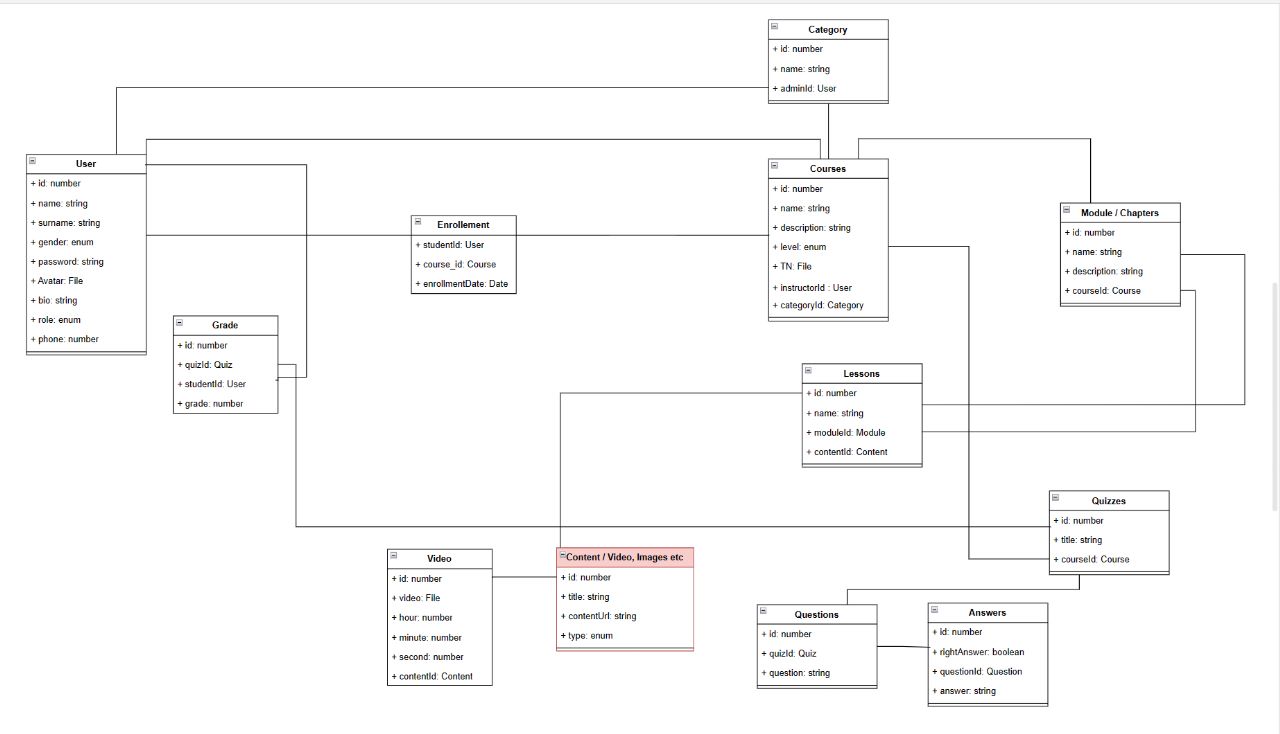 Category
+ id: number
+ name: string
+ adminId: User
User
+ id: number
+ name: string
+ surname: string
+ gender: enum
+ password: string
+ Avatar: File
+ bio: string
+ role: enum
+ phone: number
Enrollement
+ studentId: User
+ course_id: Course
+ enrollmentDate: Date
Courses
+ id: number
+ name: string
+ description: string
+ level: enum
+ TN: File
+ instructorId : User
+ categoryId: Category
Module / Chapters
+ id: number
+ name: string
+ description: string
+ courseId: Course
Grade
+ id: number
+ quizId: Quiz
+ studentId: User
+ grade: number
Lessons
+ id: number
+ name: string
+ moduleId: Module
+ contentId: Content
Quizzes
+ id: number
+ title: string
+ courseId: Course
Video
+ id: number
+ video: File
+ hour: number
+ minute: number
+ second: number
+ contentId: Content
Content / Video, Images etc
+ id: number
+ title: string
+ contentUrl: string
+ type: enum
Questions
+ id: number
+ quizId: Quiz
+ question: string
Answers
+ id: number
+ rightAnswer: boolean
+ questionId: Question
+ answer: string